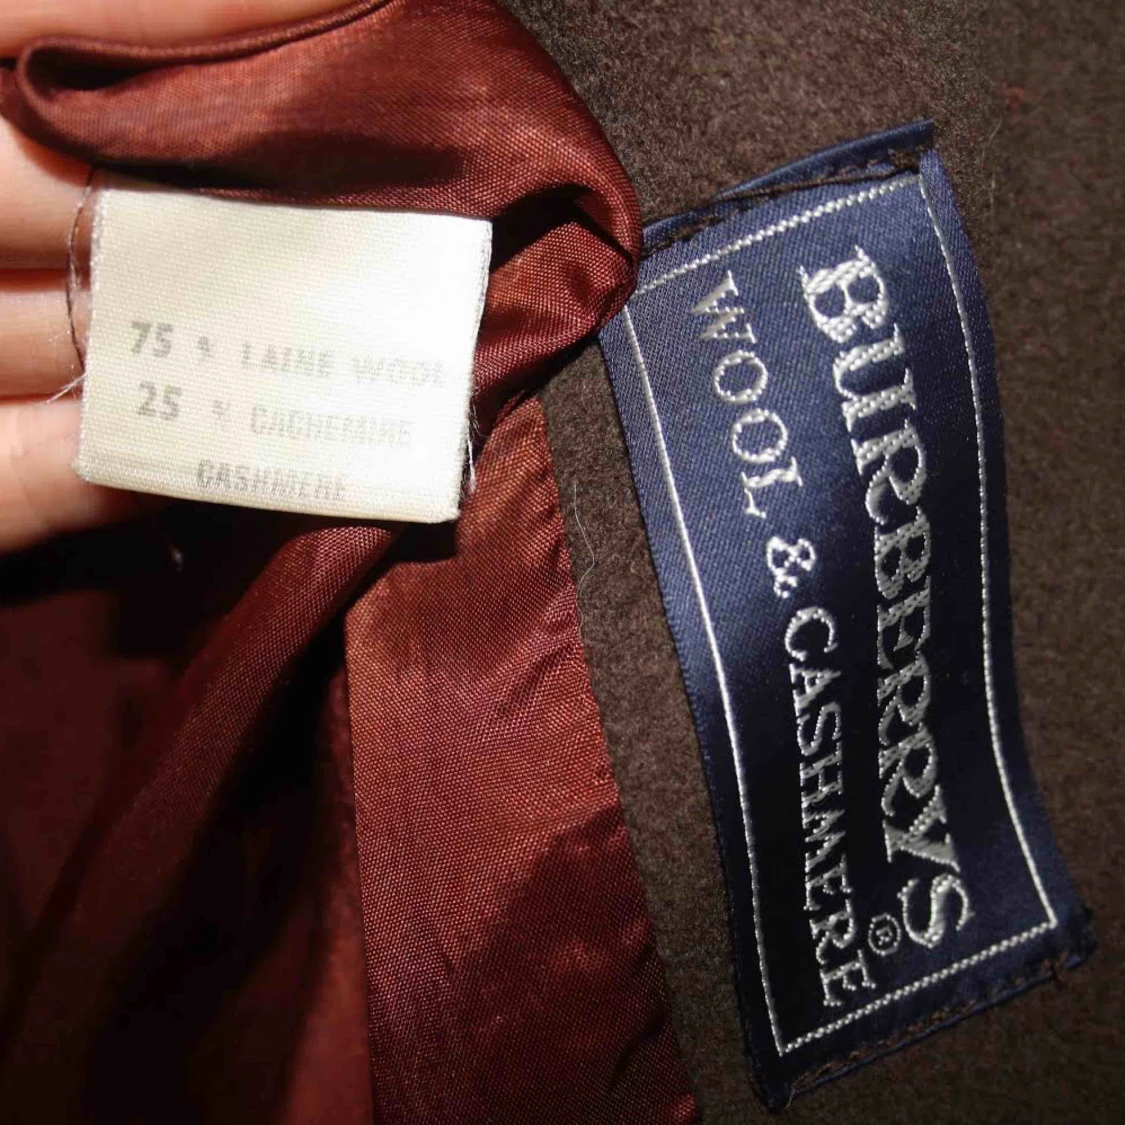 75 % LAINE WOOL
25 % CACHEMIRE
CASHMERE
BURBERRYS®
WOOL & CASHMERE